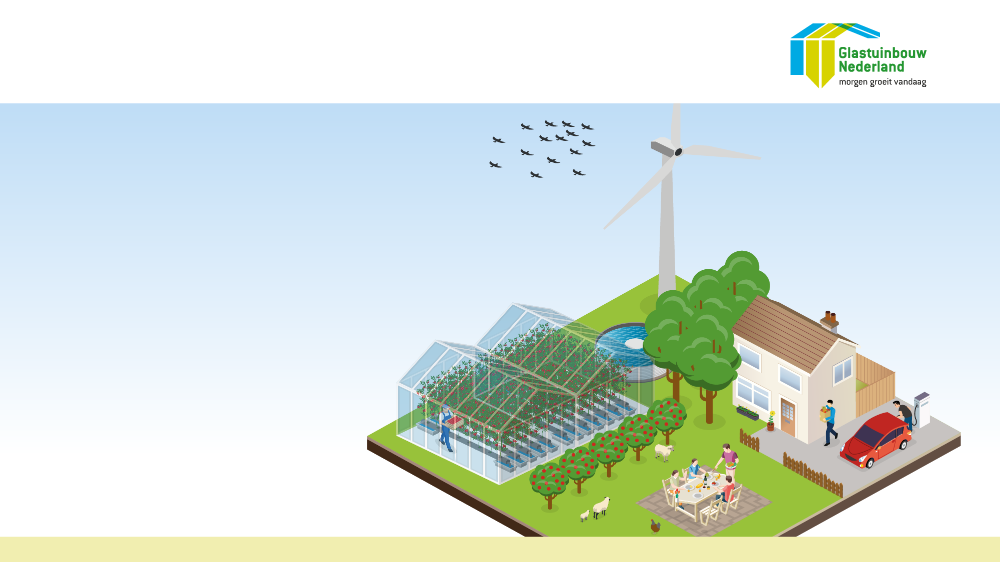 Glastuinbouw
Nederland
morgen groeit vandaag